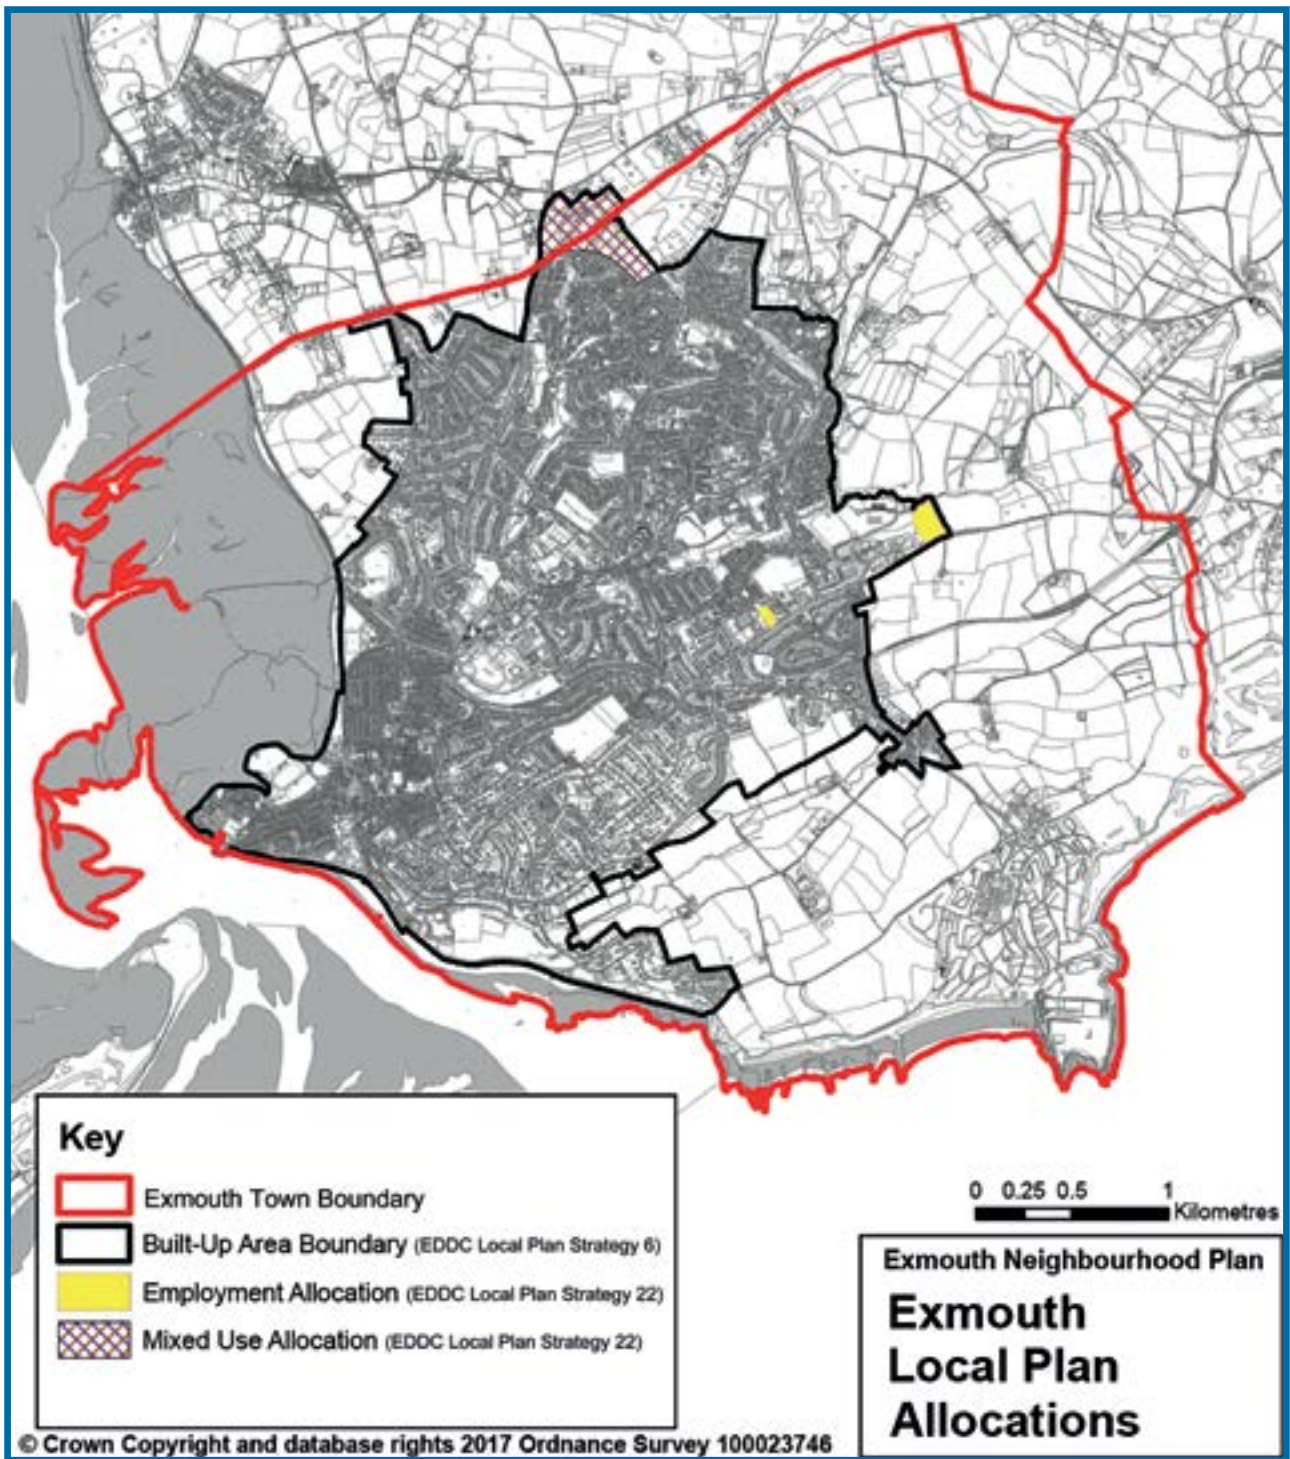 Key
Exmouth Town Boundary
Built-Up Area Boundary (EDDC Local Plan Strategy 6)
Employment Allocation (EDDC Local Plan Strategy 22)
Mixed Use Allocation (EDDC Local Plan Strategy 22)
0 0.25 0.5 1
Kilometres
Exmouth Neighbourhood Plan
Exmouth
Local Plan
Allocations
© Crown Copyright and database rights 2017 Ordnance Survey 100023746